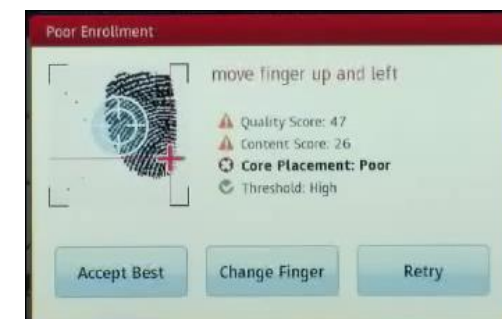 Poor Enrollment
move finger up and left
Quality Score: 47
Content Score: 26
Core Placement: Poor
Threshold: High
Accept Best
Change Finger
Retry